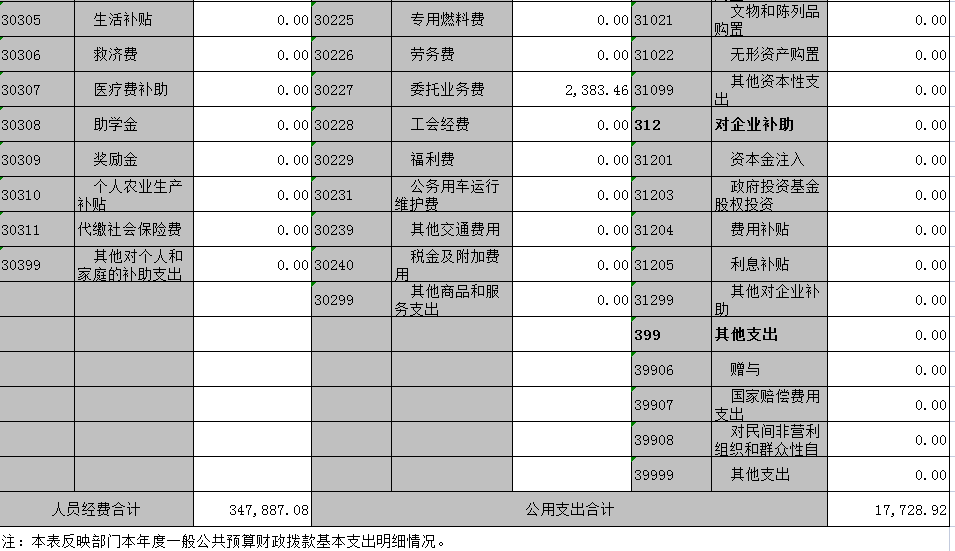 30305 生活补贴 0.00 30225 专用燃料费 0.00 31021 文物和陈列品购置 0.00
30306 救济费 0.00 30226 劳务费 0.00 31022 无形资产购置 0.00
30307 医疗费补助 0.00 30227 委托业务费 2,383.46 31099 其他资本性支出 0.00
30308 助学金 0.00 30228 工会经费 0.00 312 对企业补助 0.00
30309 奖励金 0.00 30229 福利费 0.00 31201 资本金注入 0.00
30310 个人农业生产补贴 0.00 30231 公务用车运行维护费 0.00 31203 政府投资基金股权投资 0.00
30311 代缴社会保险费 0.00 30239 其他交通费用 0.00 31204 费用补贴 0.00
30399 其他对个人和家庭的补助支出 0.00 30240 税金及附加费用 0.00 31205 利息补贴 0.00
30299 其他商品和服务支出 0.00 31299 其他对企业补助 0.00
399 其他支出 0.00
39906 赠与 0.00
39907 国家赔偿费用支出 0.00
39908 对民间非营利组织和群众性自 0.00
39999 其他支出 0.00
人员经费合计 347,887.08 公用支出合计 17,728.92
注：本表反映部门本年度一般公共预算财政拨款基本支出明细情况。